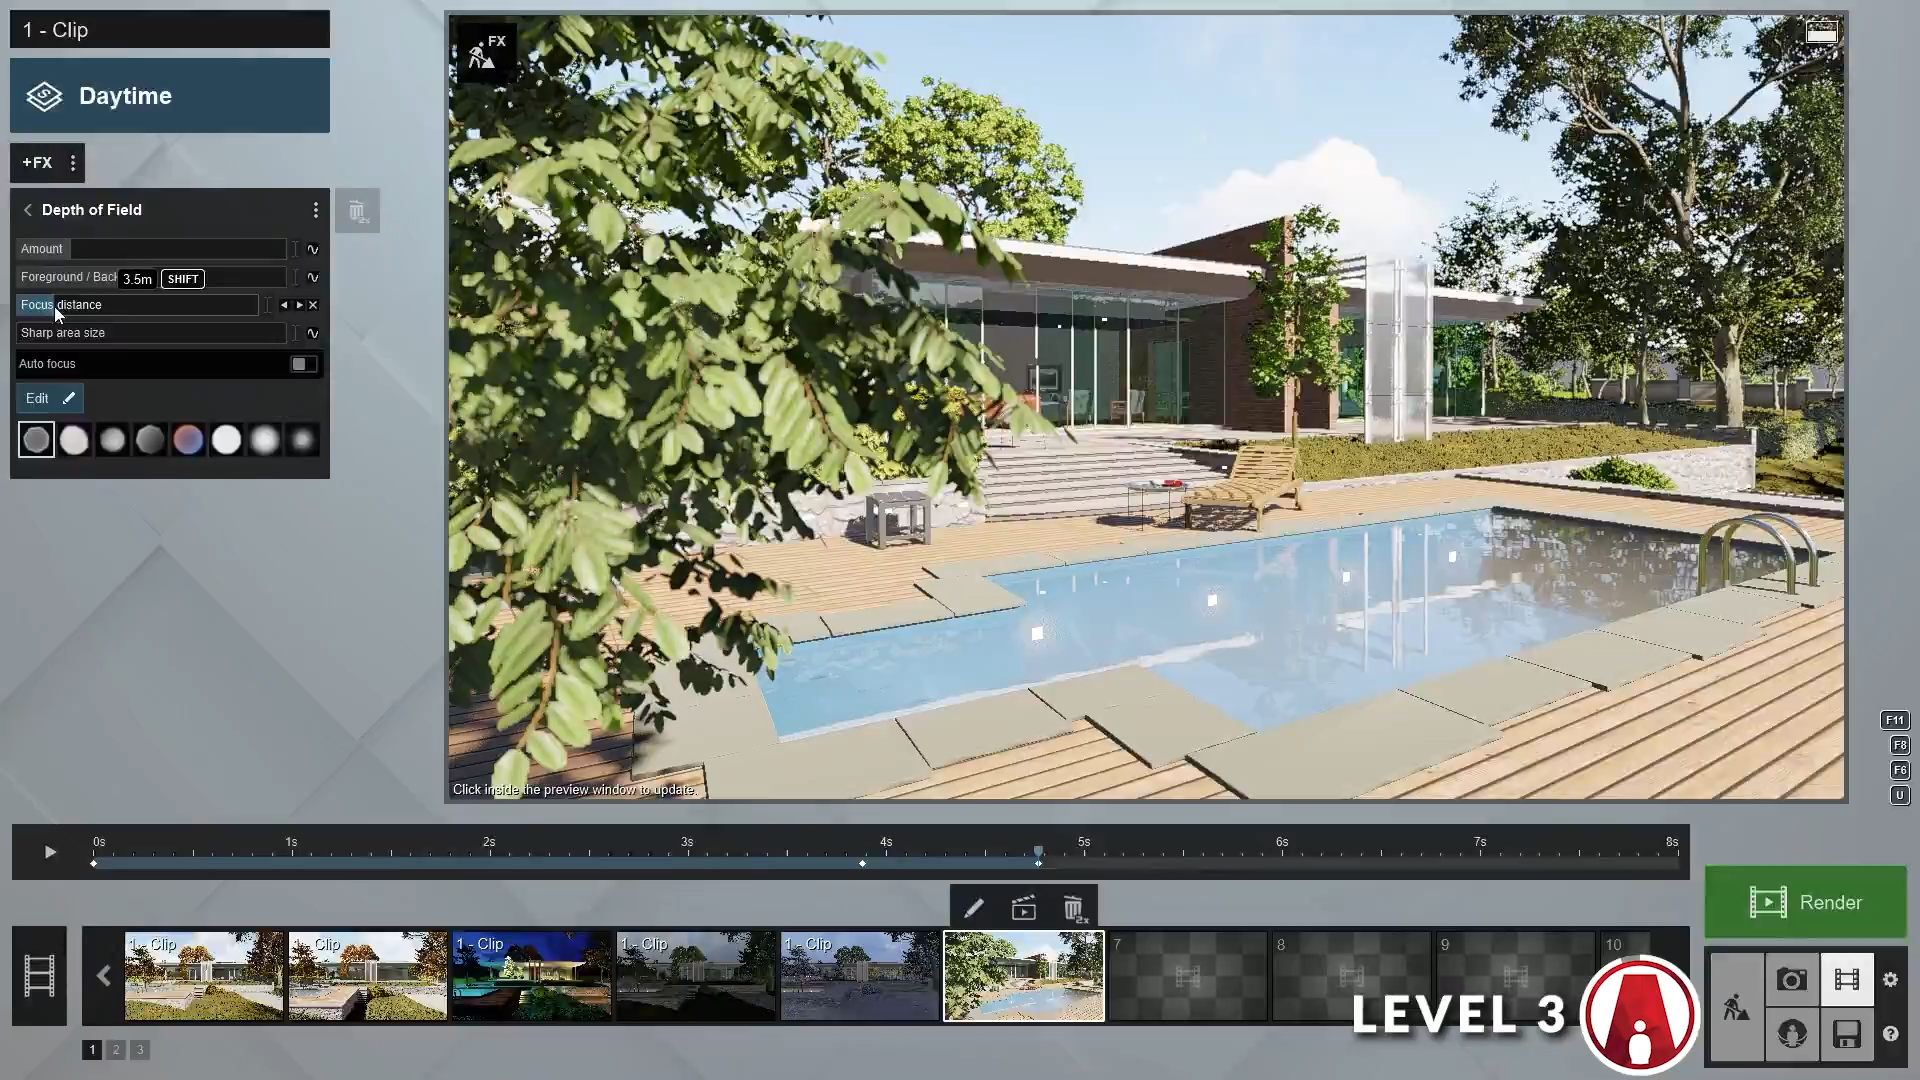 1 - Clip
Daytime
+FX
Depth of Field
Amount
Foreground / Back
3.5m
SHIFT
Focus distance
Sharp area size
Auto focus
Edit
FX
Click inside the preview window to update.
F11
F8
F6
U
0s 1s 2s 3s 4s 5s 6s 7s 8s
2x
Render
1 - Clip
1 - Clip
1 - Clip
1 - Clip
1 - Clip
7
8
9
10
LEVEL 3
1 2 3
?